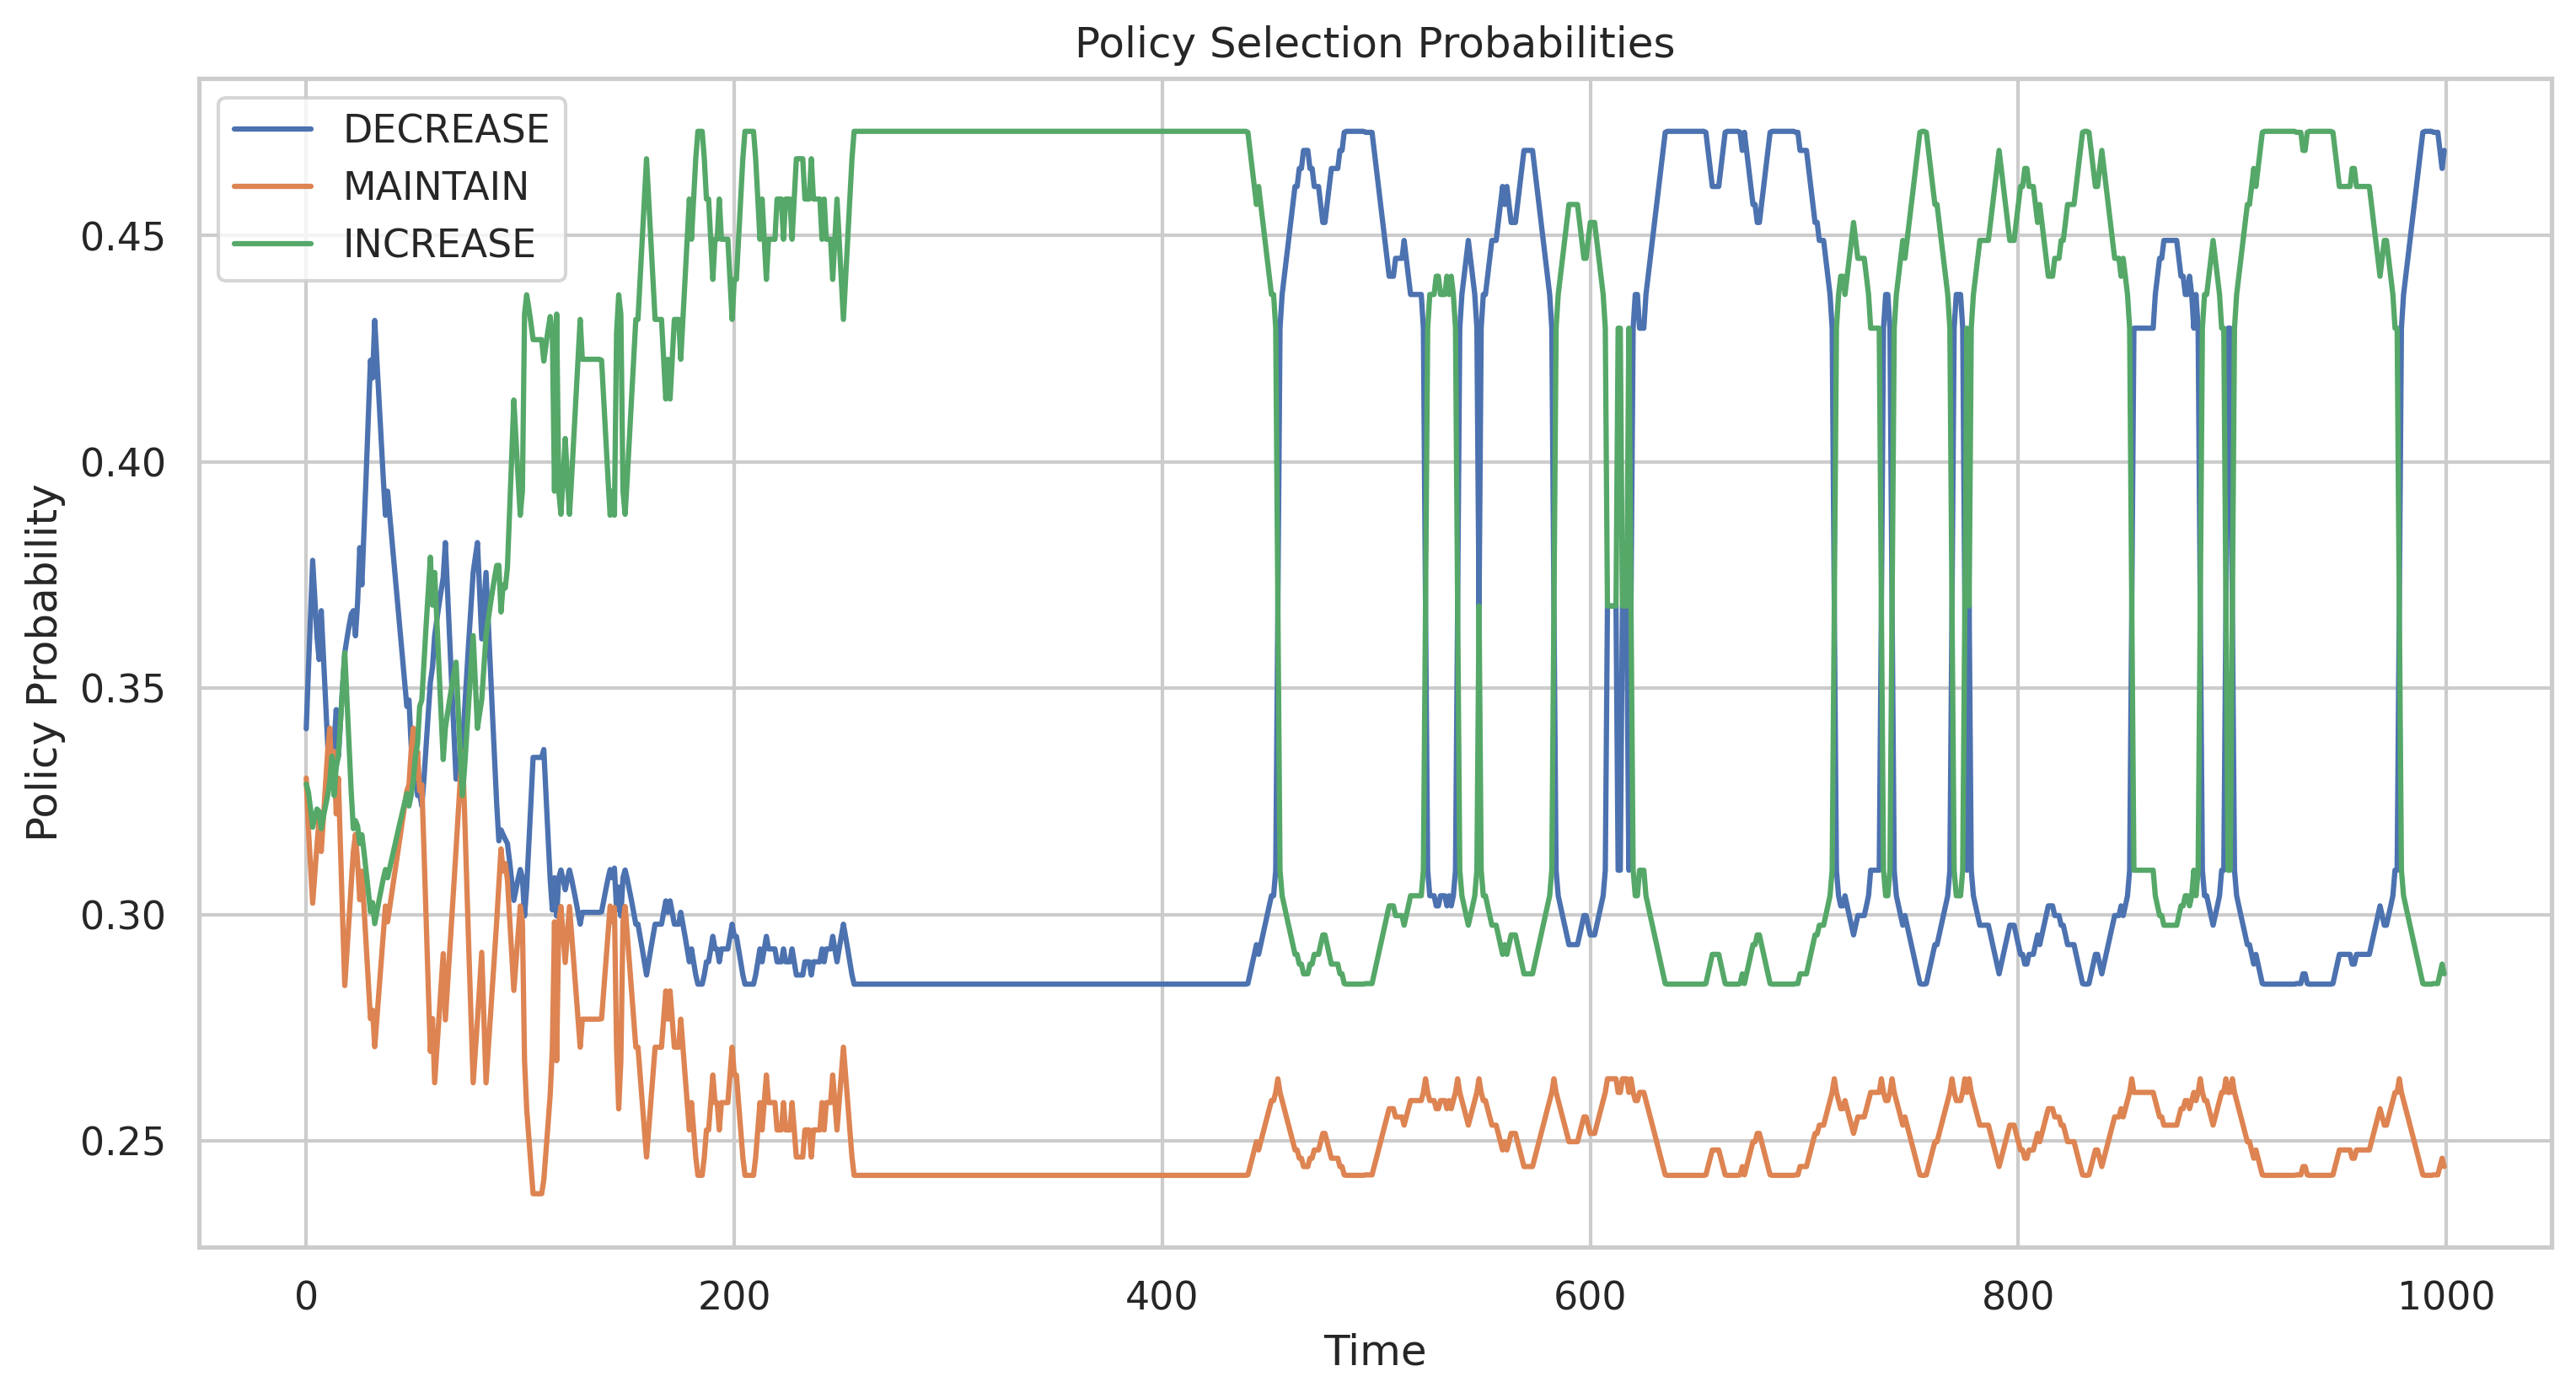 Policy Selection Probabilities
DECREASE
MAINTAIN
INCREASE
Policy Probability
0.45
0.40
0.35
0.30
0.25
0
200
400
600
800
1000
Time